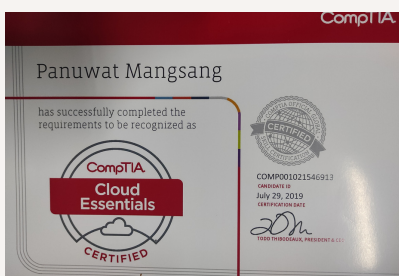 CompTIA
Panuwat Mangsang
has successfully completed the
requirements to be recognized as
CompTIA
Cloud
Essentials
CERTIFIED
CERTIFIED
COMP001021546913
CANDIDATE ID
July 29, 2019
CERTIFICATION DATE
TODD THIBODEAUX, PRESIDENT &